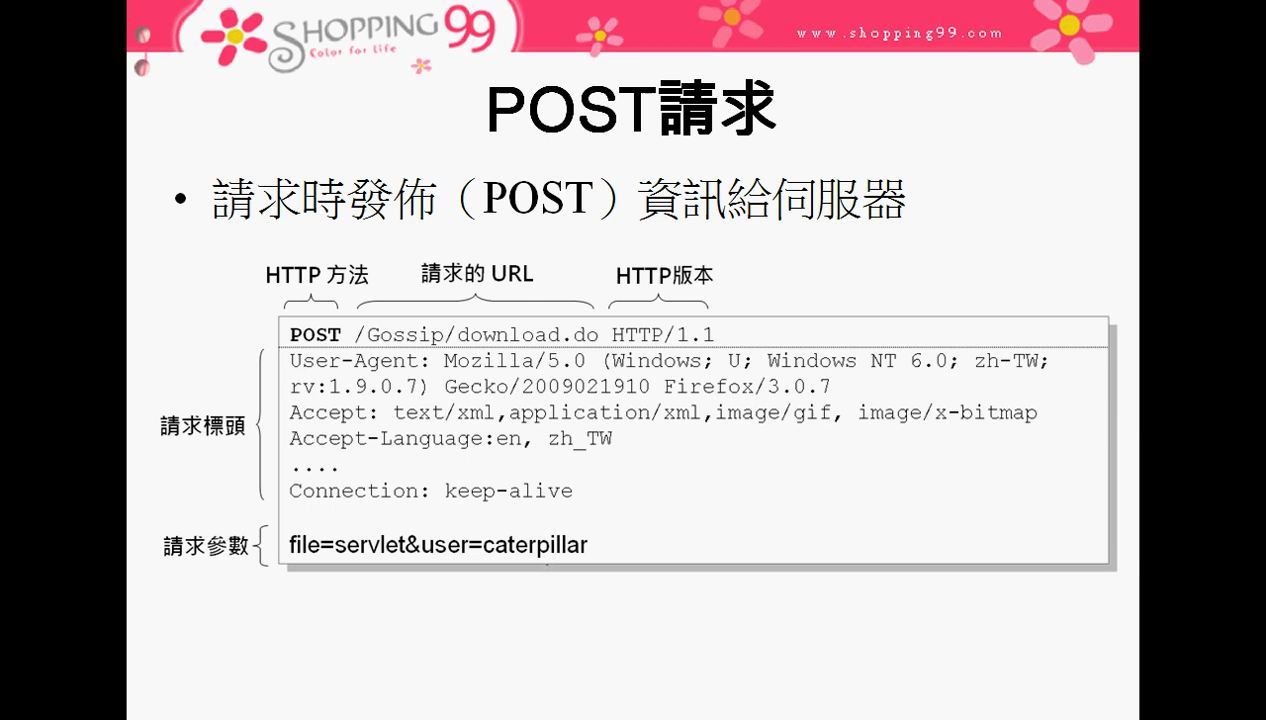 SHOPPING 99
Color for Life
www.shopping99.com
POST請求
• 請求時發佈（POST）資訊給伺服器
HTTP 方法 請求的 URL HTTP版本
POST /Gossip/download.do HTTP/1.1
User-Agent: Mozilla/5.0 (Windows; U; Windows NT 6.0; zh-TW;
rv:1.9.0.7) Gecko/2009021910 Firefox/3.0.7
Accept: text/xml,application/xml,image/gif, image/x-bitmap
請求標頭
Accept-Language:en, zh_TW
....
Connection: keep-alive
請求參數
file=servlet&user=caterpillar